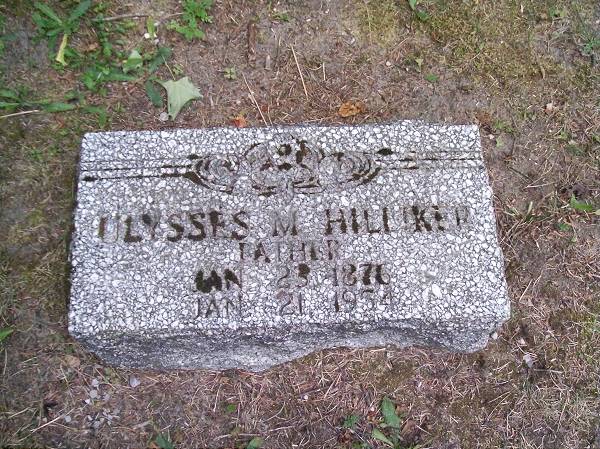 ULYSSES M HILLIKER
FATHER
JAN 23 1876
JAN 21 1954